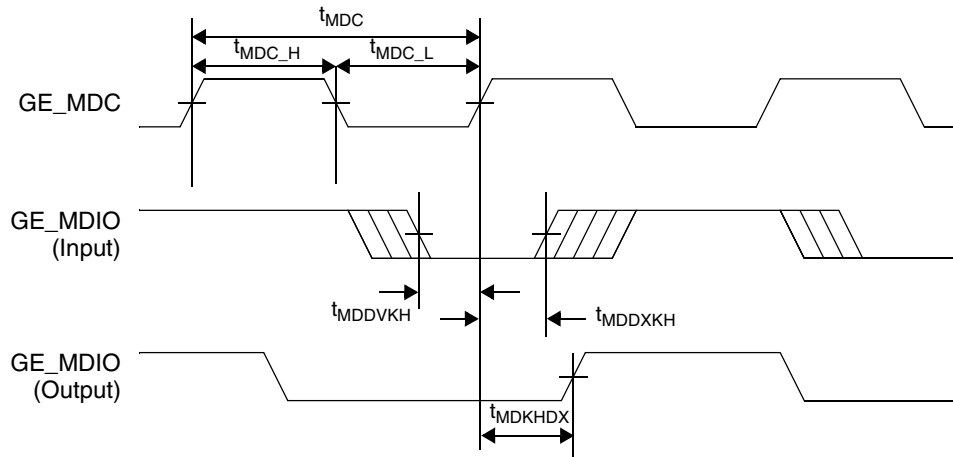 tMDC
tMDC_H
tMDC_L
GE_MDC
GE_MDIO
(Input)
tMDDVKH
tMDDXKH
GE_MDIO
(Output)
tMDKHDX